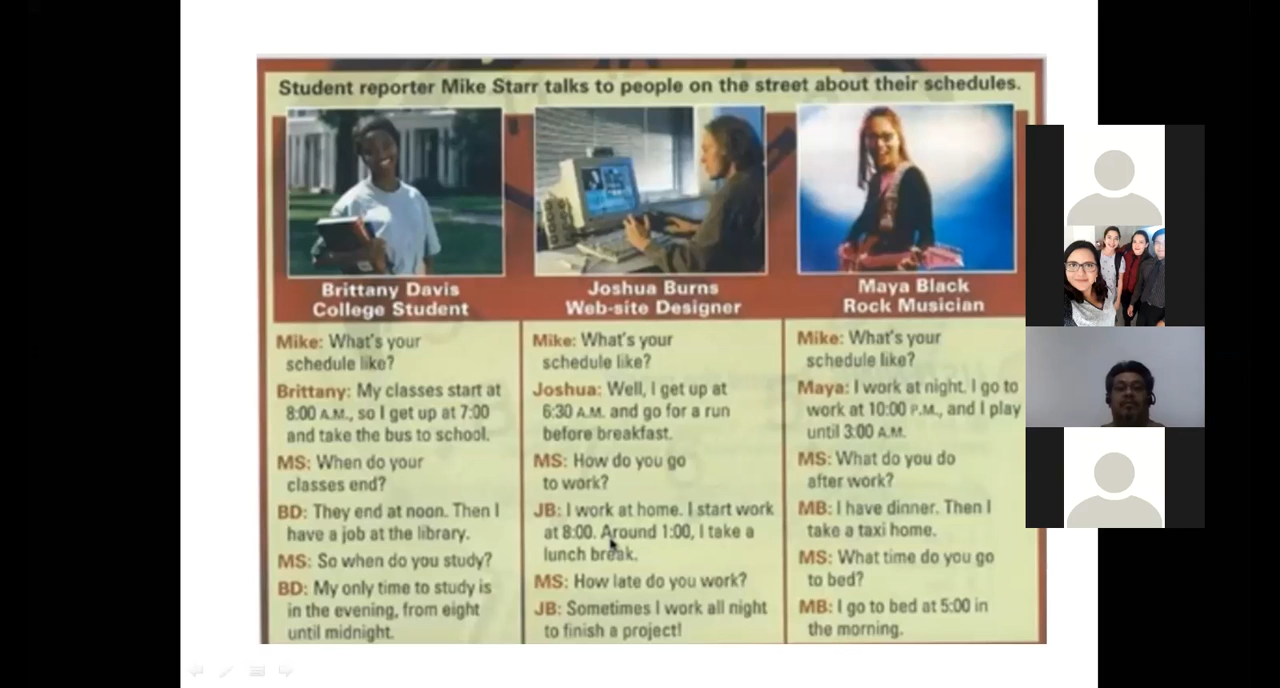 Student reporter Mike Starr talks to people on the street about their schedules.
Brittany Davis
College Student
Mike: What's your
schedule like?
Brittany: My classes start at
8:00 A.M., so I get up at 7:00
and take the bus to school.
MS: When do your
classes end?
BD: They end at noon. Then I
have a job at the library.
MS: So when do you study?
BD: My only time to study is
in the evening, from eight
until midnight.
Joshua Burns
Web-site Designer
Mike: What's your
schedule like?
Joshua: Well, I get up at
6:30 A.M. and go for a run
before breakfast.
MS: How do you go
to work?
JB: I work at home. I start work
at 8:00. Around 1:00, I take a
lunch break.
MS: How late do you work?
JB: Sometimes I work all night
to finish a project!
Maya Black
Rock Musician
Mike: What's your
schedule like?
Maya: I work at night. I go to
work at 10:00 P.M., and I play
until 3:00 A.M.
MS: What do you do
after work?
MB: I have dinner. Then I
take a taxi home.
MS: What time do you go
to bed?
MB: I go to bed at 5:00 in
the morning.